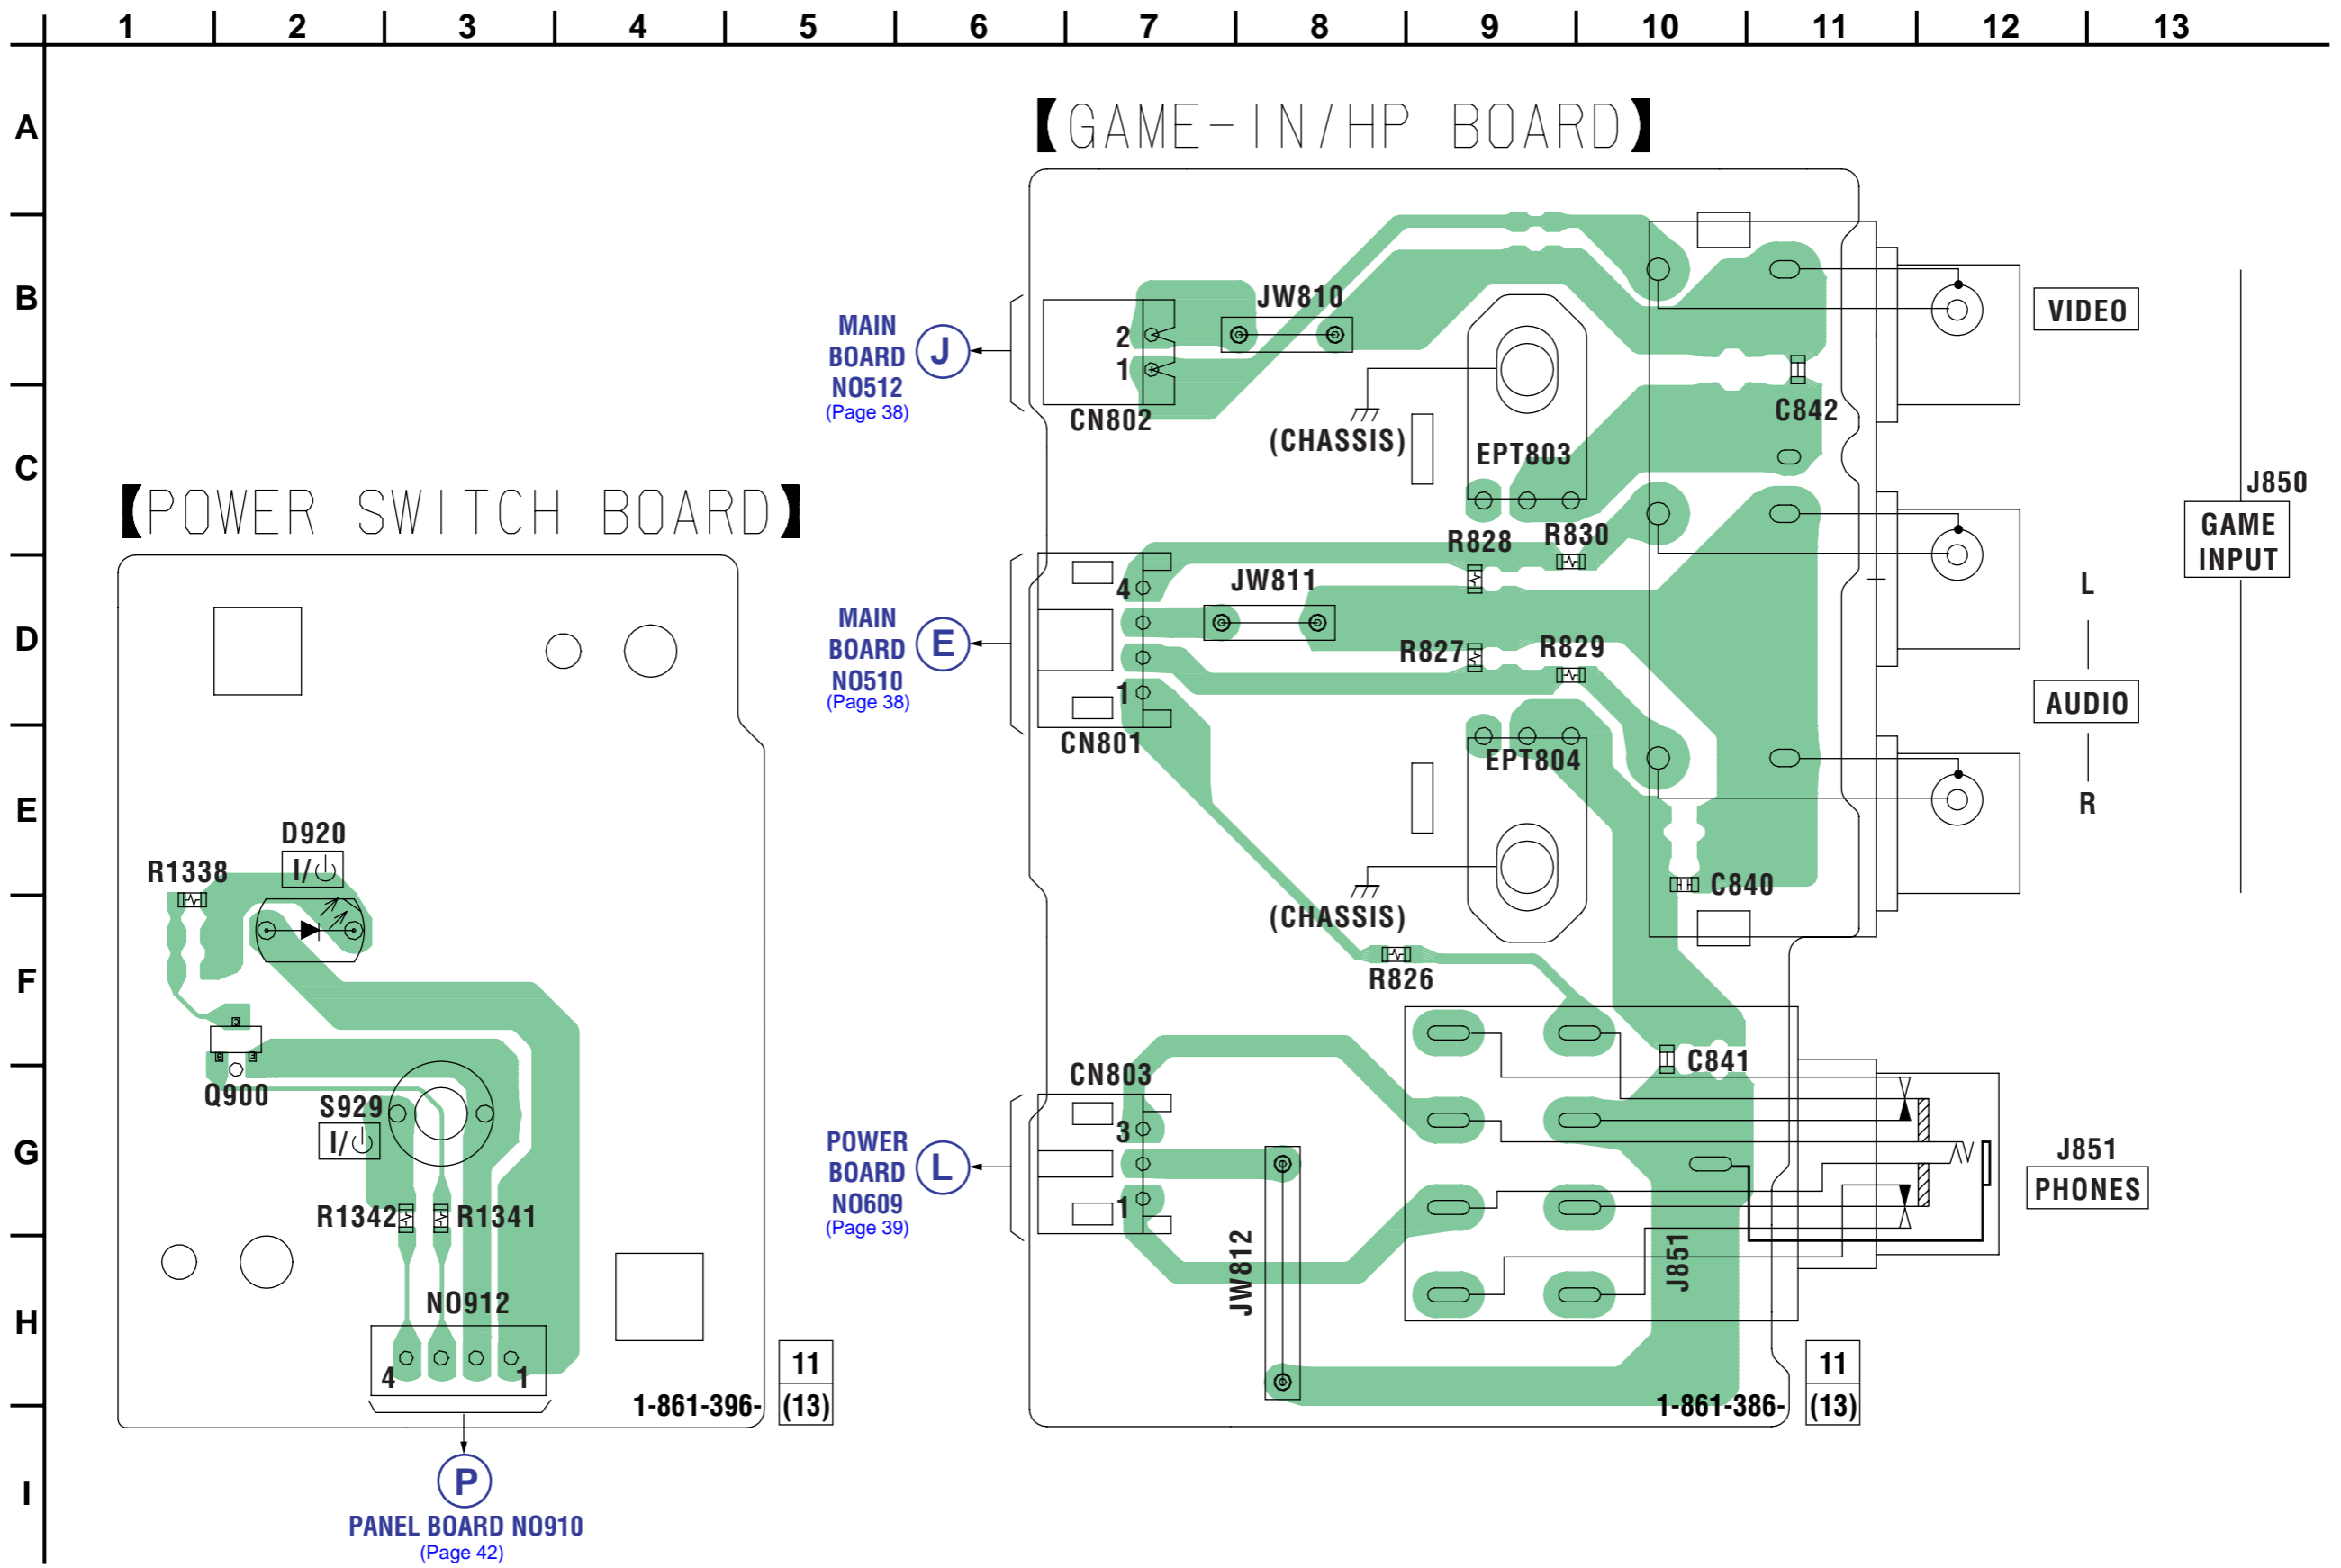 1 2 3 4 5 6 7 8 9 10 11 12 13
A
B
C
D
E
F
G
H
I
【GAME-IN/HP BOARD】
MAIN
BOARD
NO512
(Page 38)
J
2
1
CN802
JW810
(CHASSIS)
EPT803
C842
VIDEO
J850
GAME
INPUT
MAIN
BOARD
NO510
(Page 38)
E
4
1
CN801
JW811
R828
R830
R827
R829
L
AUDIO
R
EPT804
(CHASSIS)
C840
R826
C841
POWER
BOARD
NO609
(Page 39)
L
CN803
3
1
JW812
J851
J851
PHONES
1-861-386-
11
(13)
【POWER SWITCH BOARD】
D920
I/⏻
R1338
Q900
S929
I/⏻
R1342
R1341
NO912
4
1
1-861-396-
11
(13)
P
PANEL BOARD NO910
(Page 42)